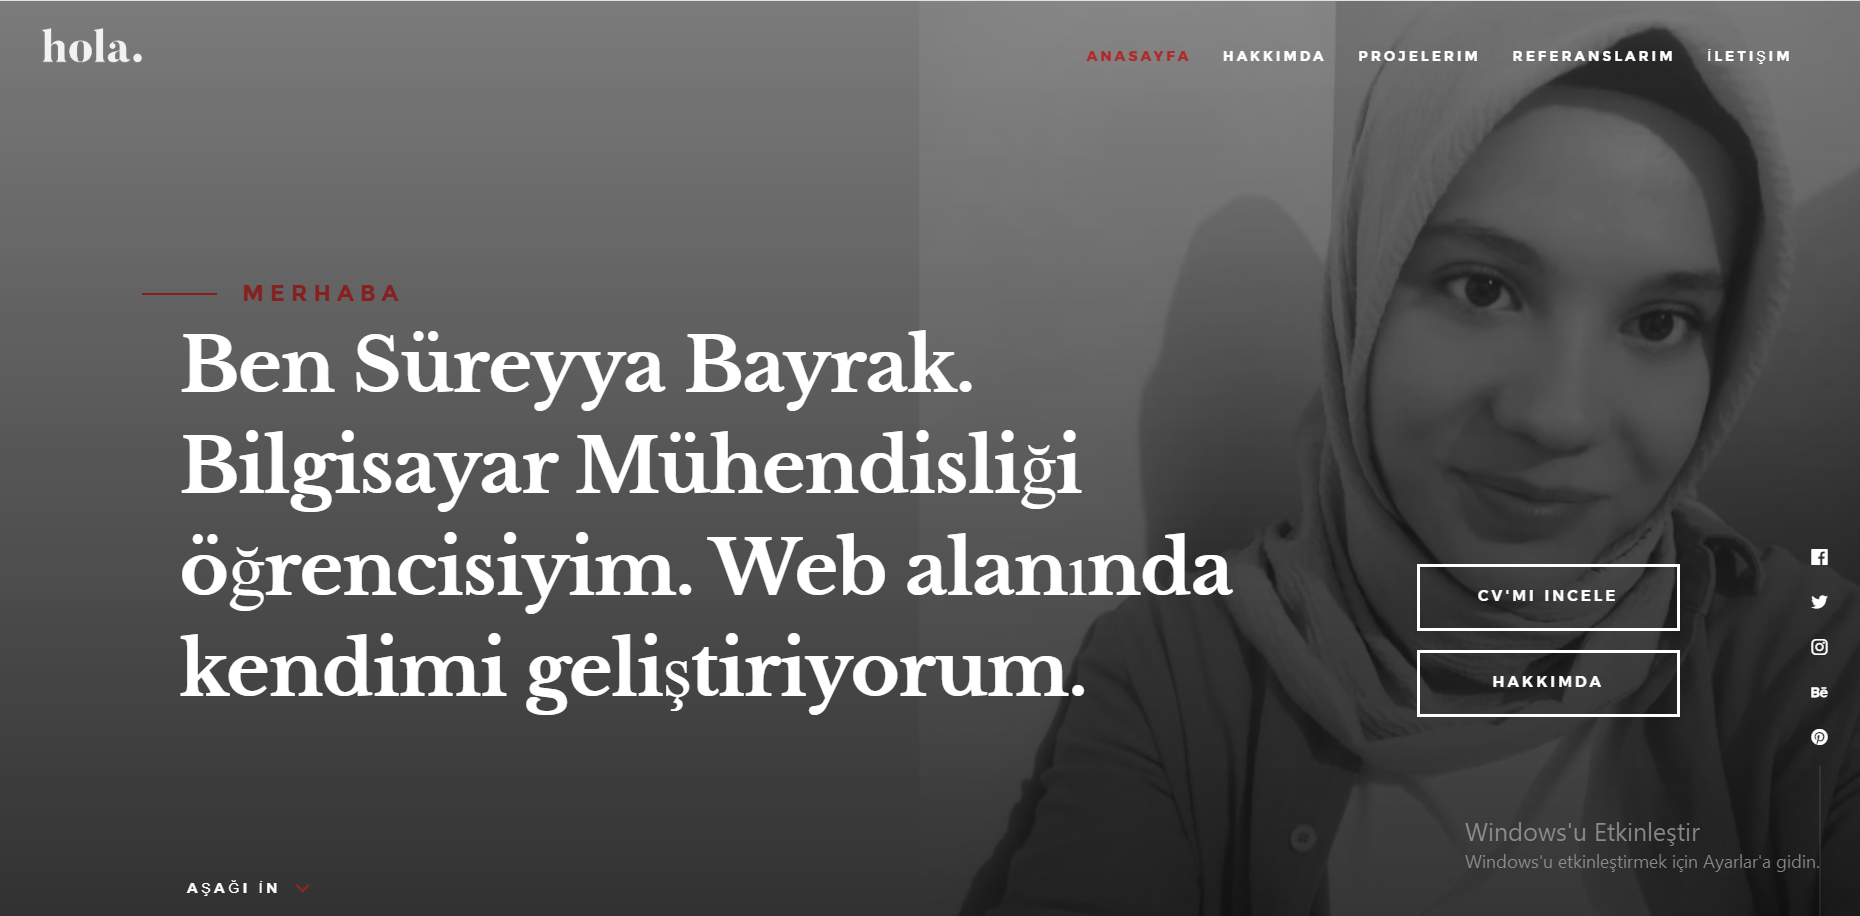 hola.
ANASAYFA HAKKIMDA PROJELERIM REFERANSLARIM İLETIŞIM
MERHABA
Ben Süreyya Bayrak.
Bilgisayar Mühendisliği
öğrencisiyim. Web alanında
kendimi geliştiriyorum.
CV'MI INCELE
HAKKIMDA
Bē
Windows'u Etkinleştir
Windows'u etkinleştirmek için Ayarlar'a gidin.
AŞAĞI İN